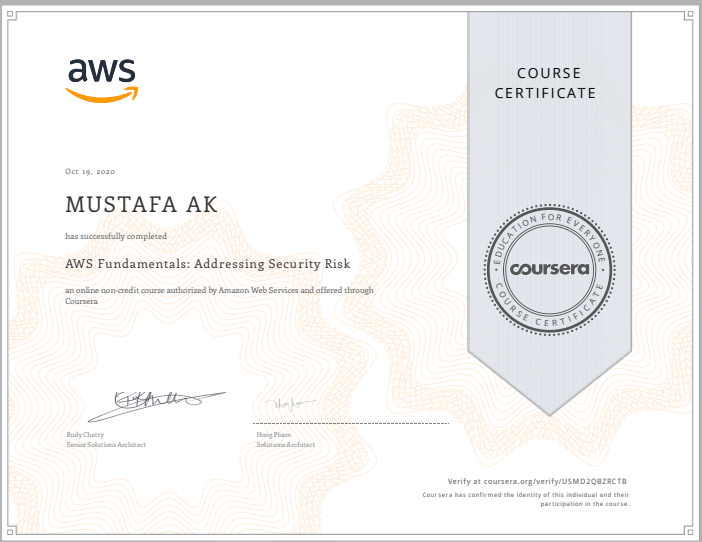 aws
COURSE
CERTIFICATE
Oct 19, 2020
MUSTAFA AK
has successfully completed
AWS Fundamentals: Addressing Security Risk
an online non-credit course authorized by Amazon Web Services and offered through
Coursera
EDUCATION FOR EVERYONE
coursera
COURSE CERTIFICATE
Rudy Chetty
Senior Solutions Architect
Hong Pham
Solutions Architect
Verify at coursera.org/verify/USMD2QBZRCTB
Coursera has confirmed the identity of this individual and their
participation in the course.